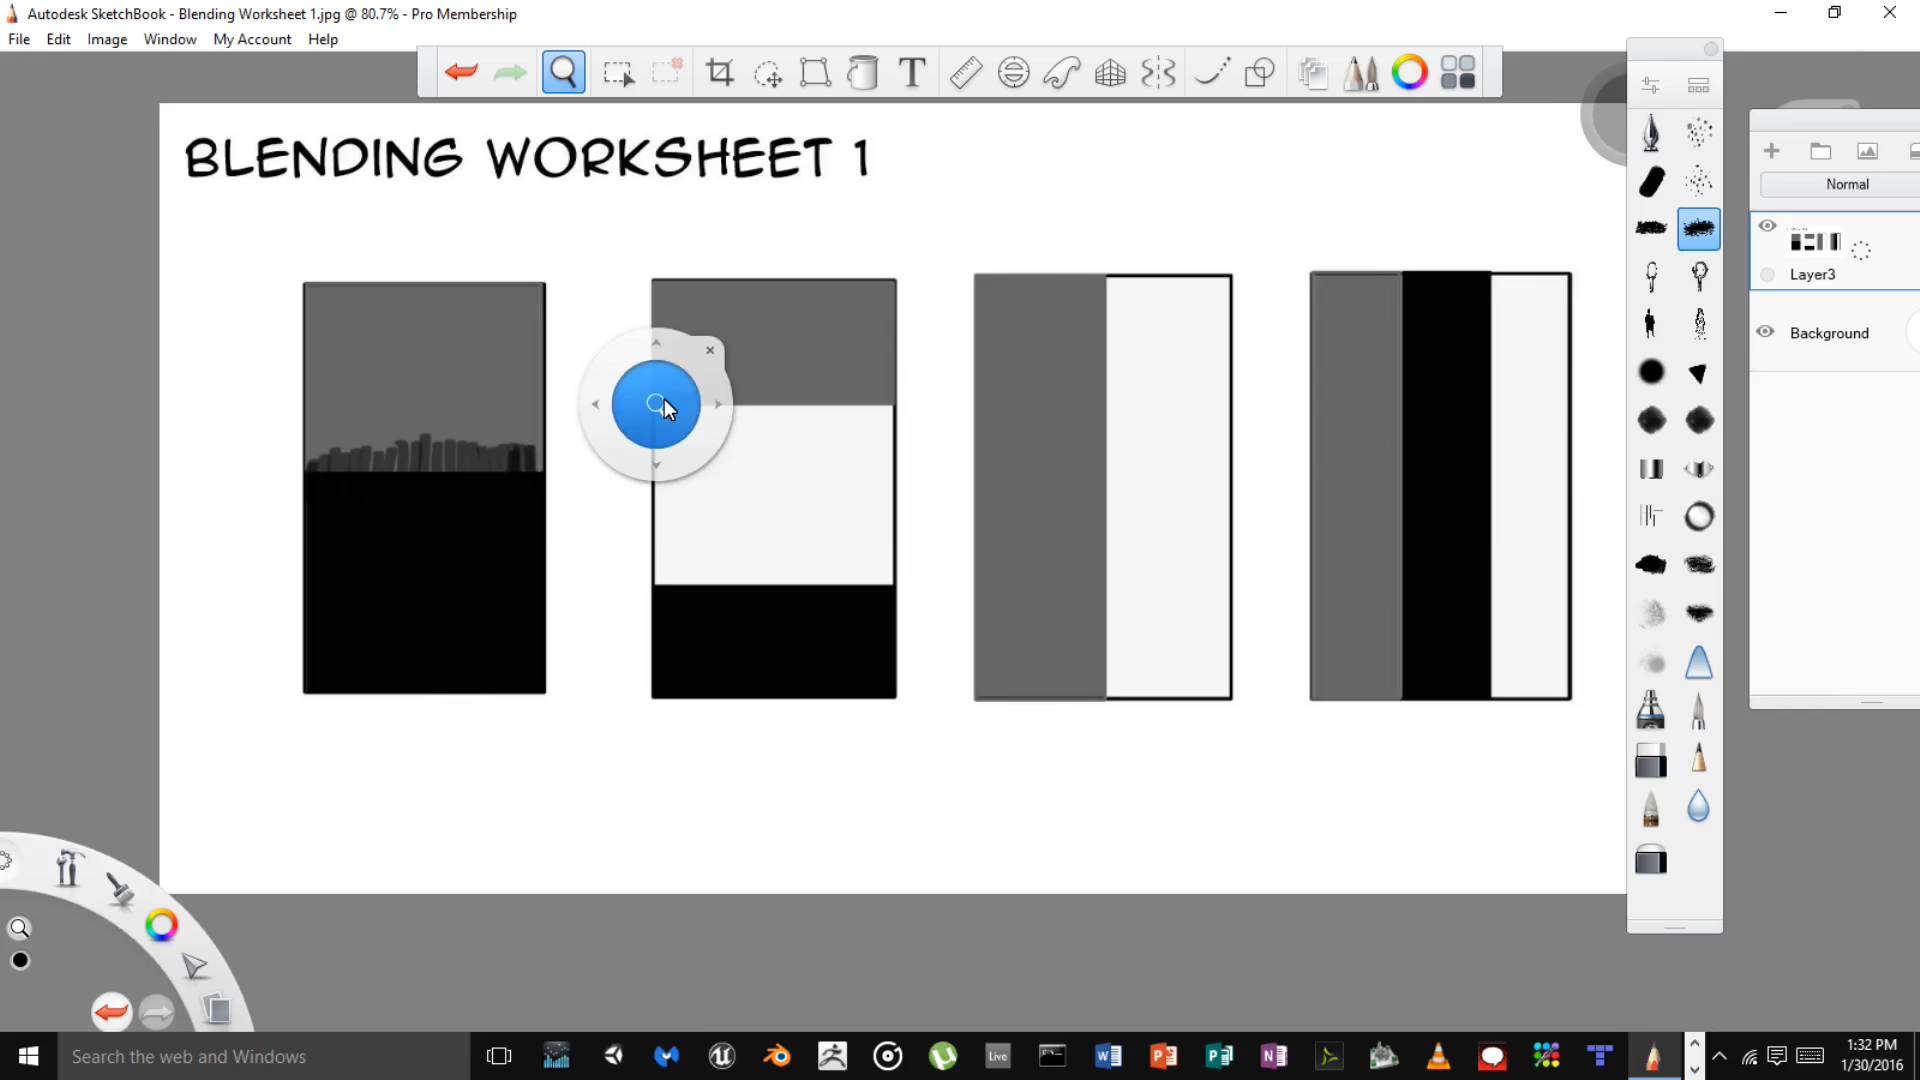 Autodesk SketchBook - Blending Worksheet 1.jpg @ 80.7% - Pro Membership
File Edit Image Window My Account Help
T
BLENDING WORKSHEET 1
Normal
Layer3
Background
Search the web and Windows
Live
1:32 PM
1/30/2016